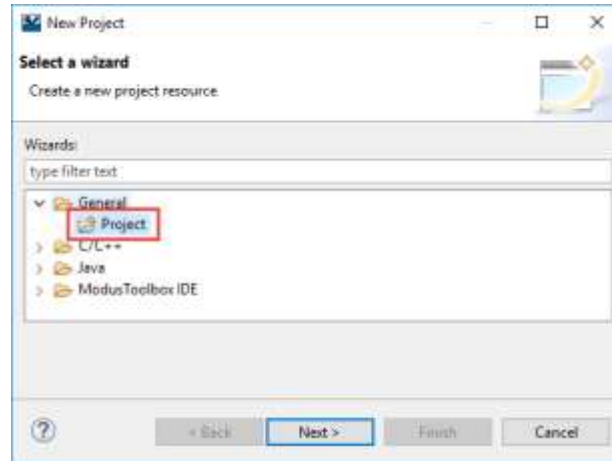 New Project
Select a wizard
Create a new project resource
Wizards:
type filter text
General
Project
C/C++
Java
ModusToolbox IDE
?
< Back
Next >
Finish
Cancel